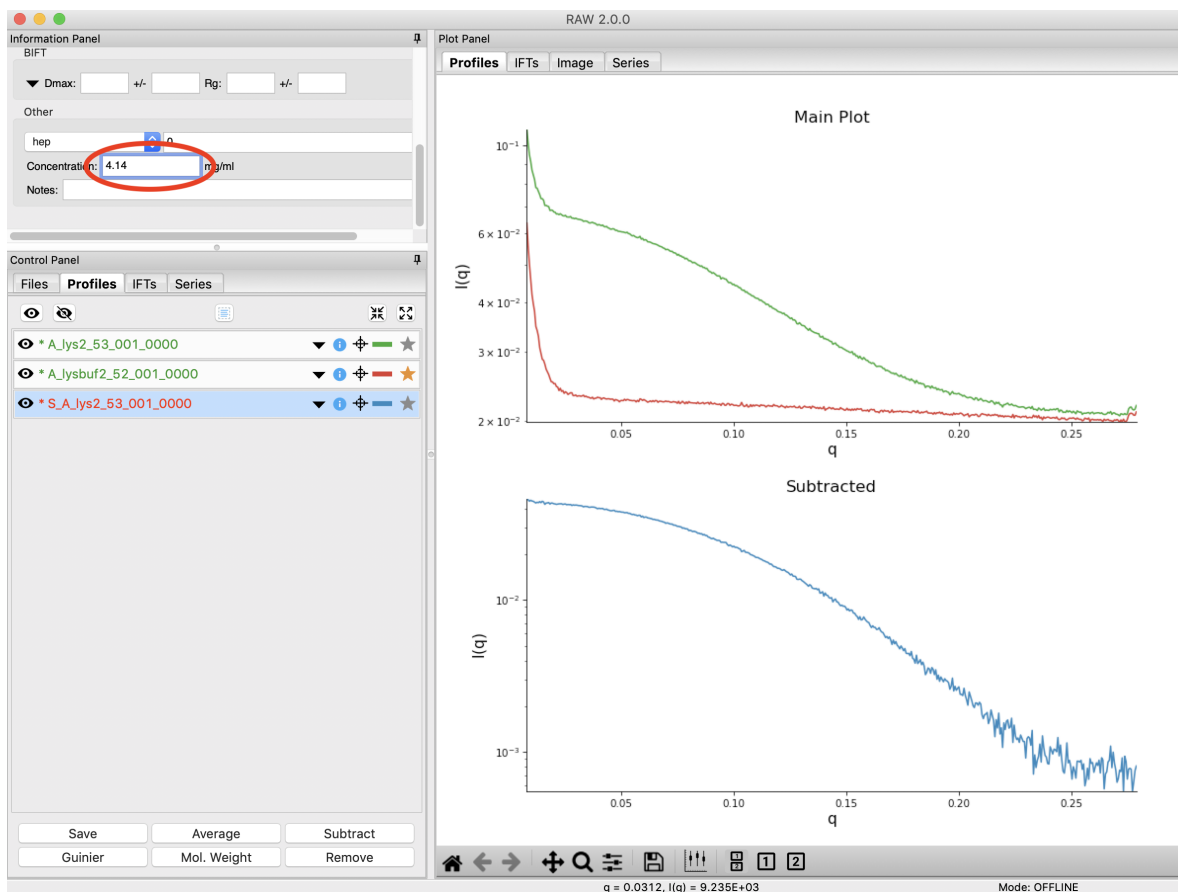 RAW 2.0.0
Information Panel
BIFT
Dmax: +/- Rg: +/-
Other
hep 0
Concentration: 4.14 mg/ml
Notes:
Control Panel
Files Profiles IFTs Series
* A_lys2_53_001_0000
* A_lysbuf2_52_001_0000
* S_A_lys2_53_001_0000
Save Average Subtract
Guinier Mol. Weight Remove
Plot Panel
Profiles IFTs Image Series
Main Plot
10⁻¹
6 × 10⁻²
4 × 10⁻²
3 × 10⁻²
2 × 10⁻²
I(q)
0.05 0.10 0.15 0.20 0.25
q
Subtracted
10⁻²
10⁻³
I(q)
0.05 0.10 0.15 0.20 0.25
q
1 2 1 2
q = 0.0312, I(q) = 9.235E+03 Mode: OFFLINE